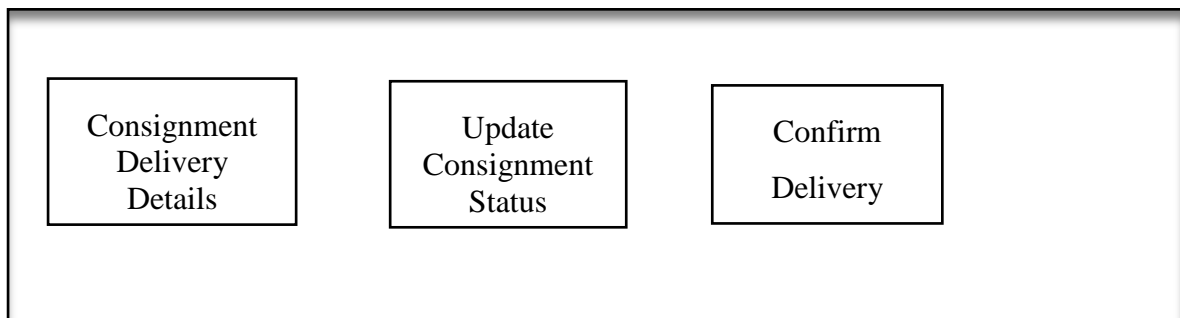 Consignment
Delivery
Details
Update
Consignment
Status
Confirm
Delivery